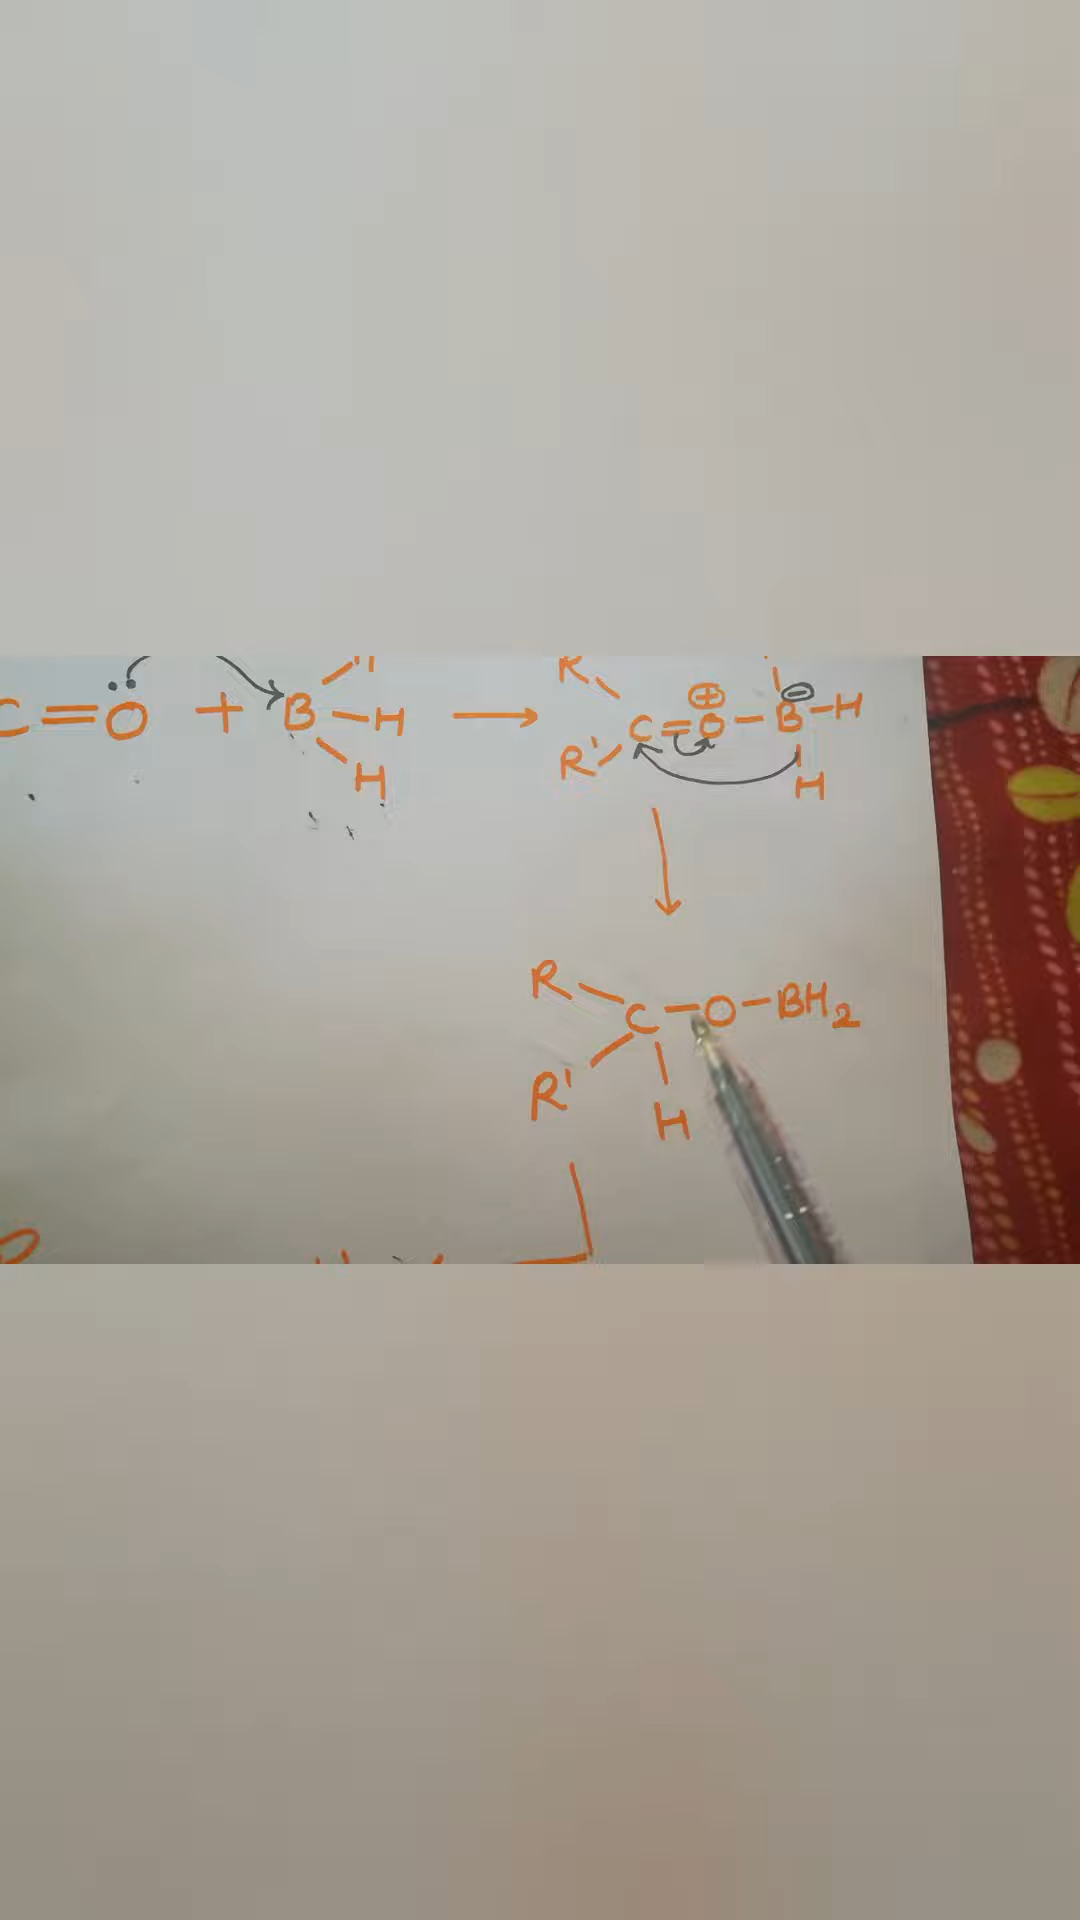 C=O + B-H → C=O-B-H
R
⊕
⊖
R'
H
H
R
C-O-BH2
R'
H